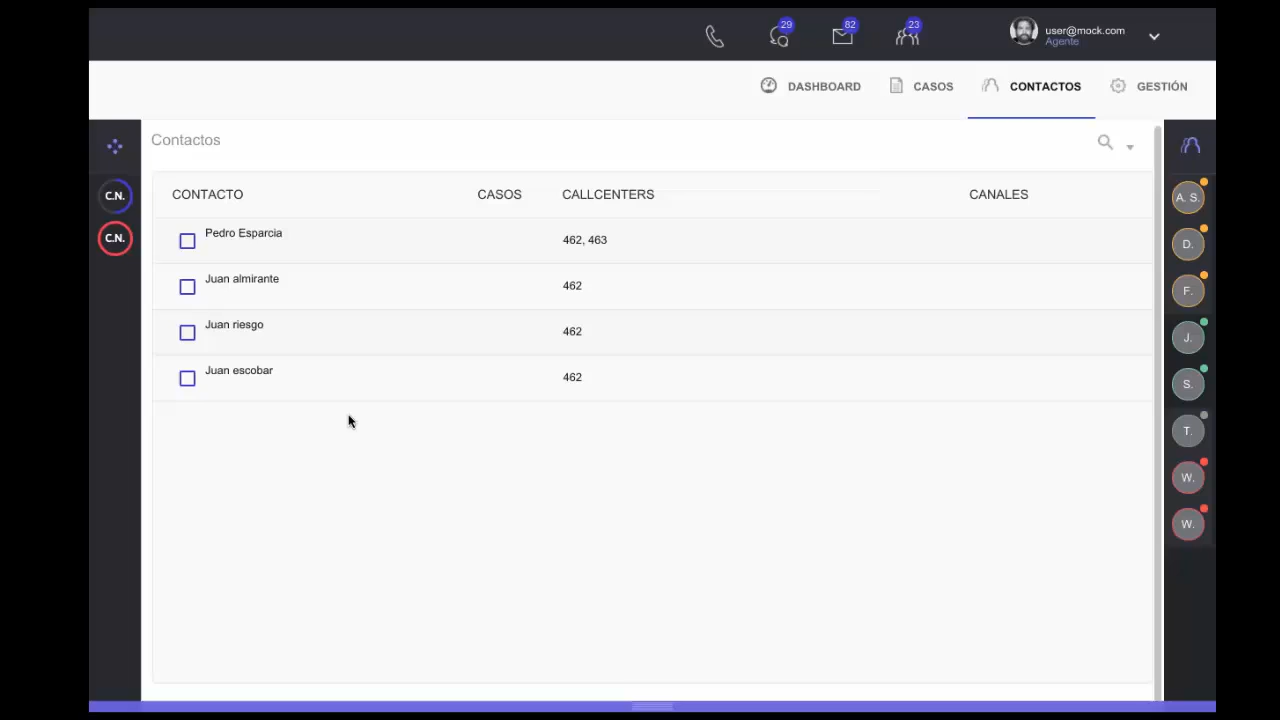 29
82
23
user@mock.com
Agente
DASHBOARD
CASOS
CONTACTOS
GESTIÓN
Contactos
C.N.
C.N.
CONTACTO CASOS CALLCENTERS CANALES
Pedro Esparcia 462, 463
Juan almirante 462
Juan riesgo 462
Juan escobar 462
A. S.
D.
F.
J.
S.
T.
W.
W.